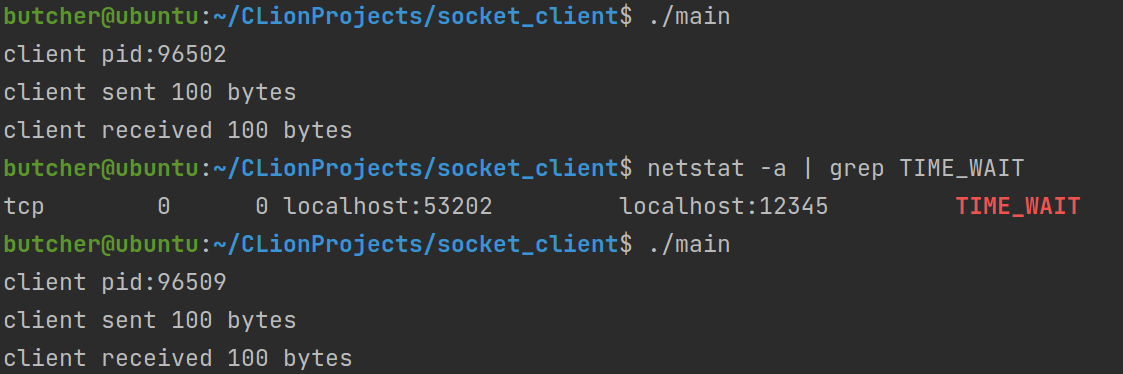 butcher@ubuntu:~/CLionProjects/socket_client$ ./main
client pid:96502
client sent 100 bytes
client received 100 bytes
butcher@ubuntu:~/CLionProjects/socket_client$ netstat -a | grep TIME_WAIT
tcp        0      0 localhost:53202         localhost:12345         TIME_WAIT
butcher@ubuntu:~/CLionProjects/socket_client$ ./main
client pid:96509
client sent 100 bytes
client received 100 bytes